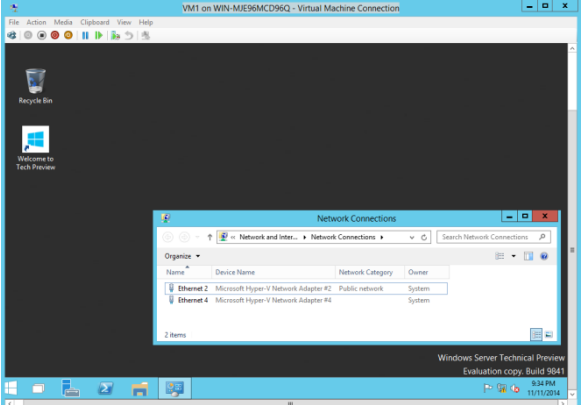 VM1 on WIN-MJE96MCD96Q - Virtual Machine Connection
File Action Media Clipboard View Help
Recycle Bin
Welcome to
Tech Preview
Network Connections
« Network and Inter... Network Connections
Search Network Connections
Organize
Name Device Name Network Category Owner
Ethernet 2 Microsoft Hyper-V Network Adapter #2 Public network System
Ethernet 4 Microsoft Hyper-V Network Adapter #4 System
2 items
Windows Server Technical Preview
Evaluation copy. Build 9841
9:34 PM
11/11/2014